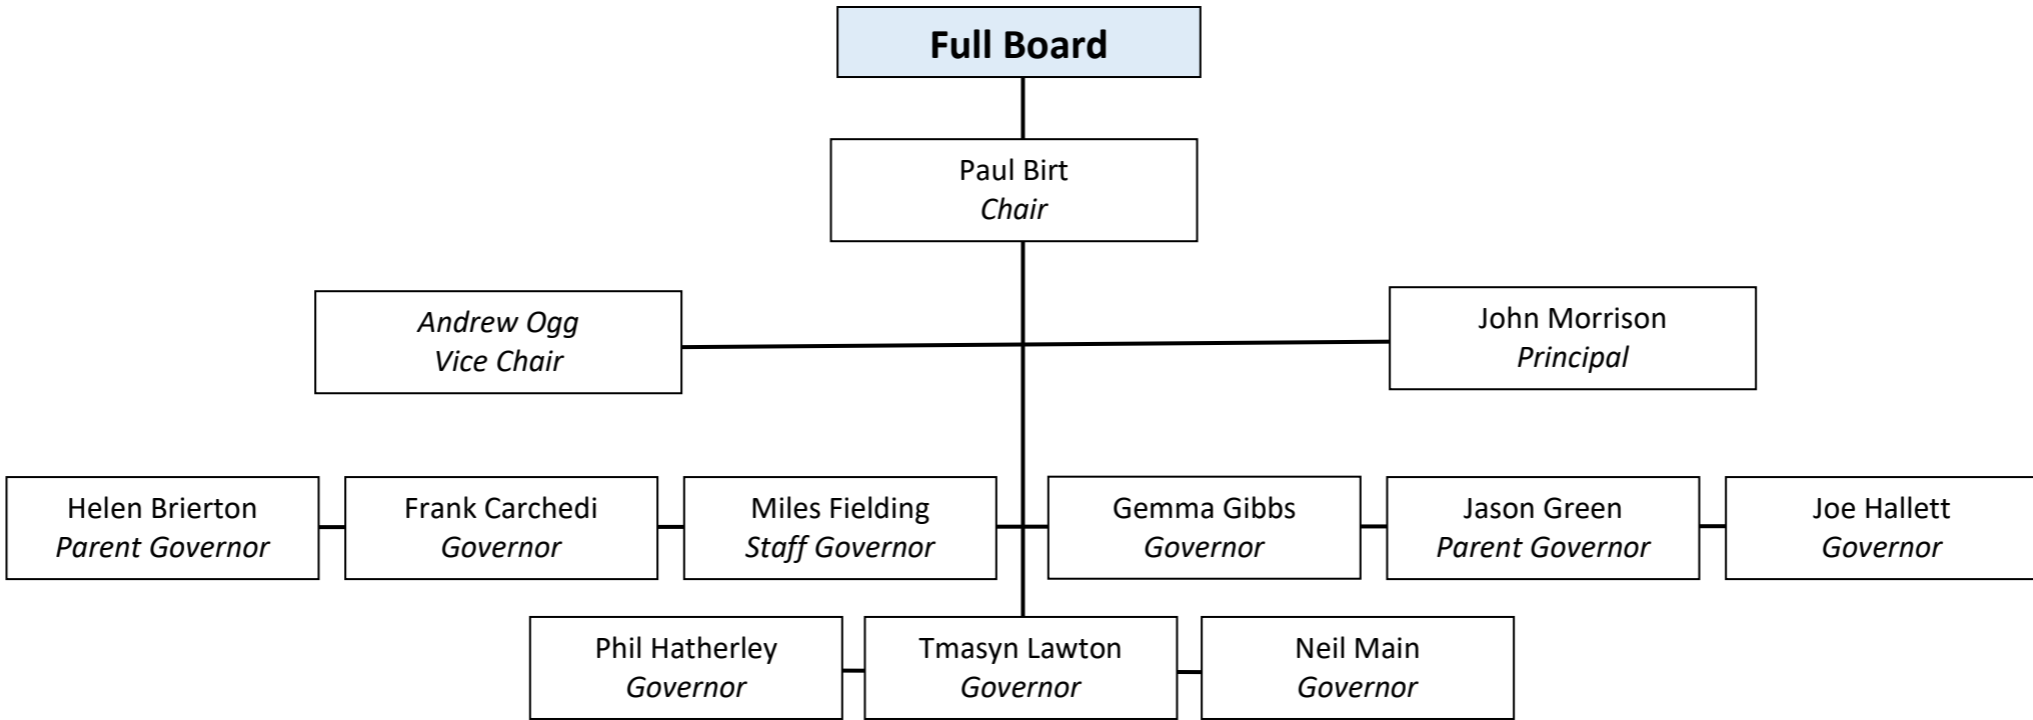 Full Board
Paul Birt
Chair
Andrew Ogg
Vice Chair
John Morrison
Principal
Helen Brierton
Parent Governor
Frank Carchedi
Governor
Miles Fielding
Staff Governor
Gemma Gibbs
Governor
Jason Green
Parent Governor
Joe Hallett
Governor
Phil Hatherley
Governor
Tmasyn Lawton
Governor
Neil Main
Governor